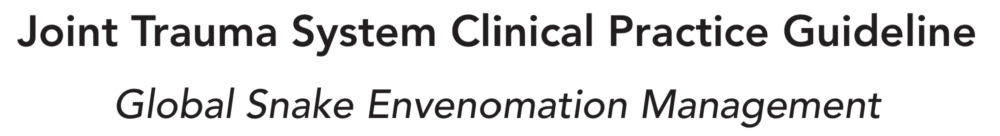 Joint Trauma System Clinical Practice Guideline
Global Snake Envenomation Management